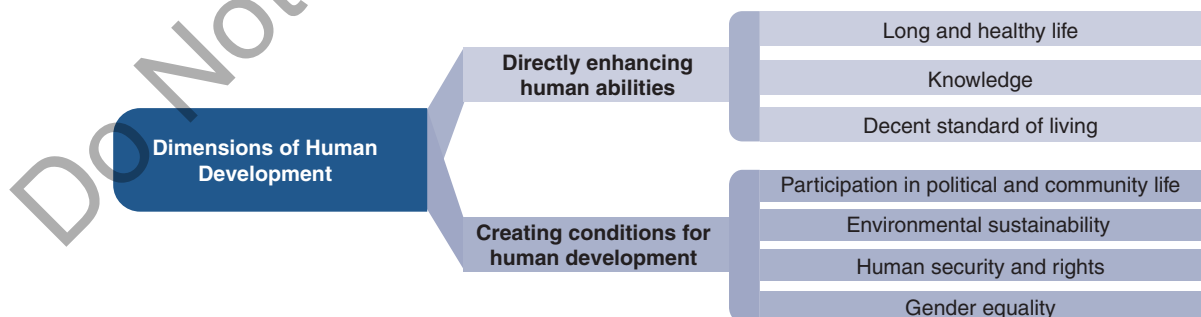 Do Not
Dimensions of Human
Development
Directly enhancing
human abilities
Long and healthy life
Knowledge
Decent standard of living
Creating conditions for
human development
Participation in political and community life
Environmental sustainability
Human security and rights
Gender equality